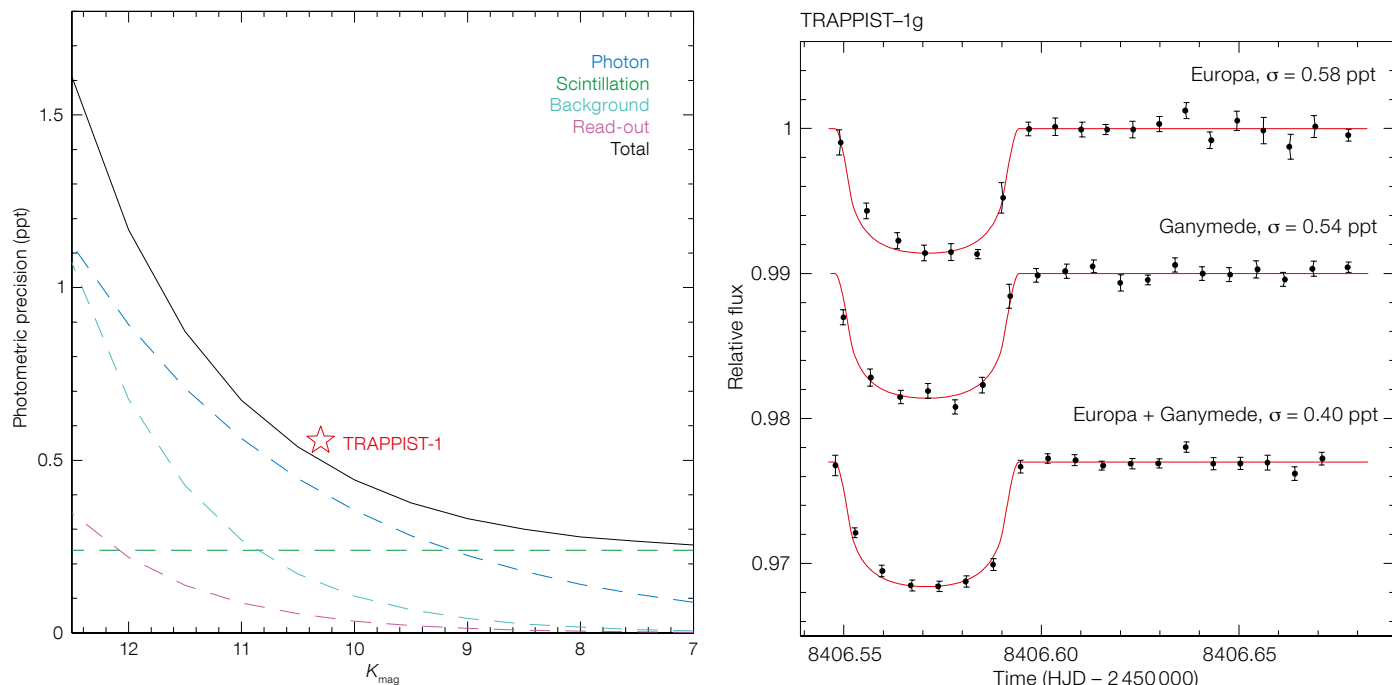 Photometric precision (ppt)
1.5
1
0.5
0
12
11
10
9
8
7
K mag
Photon
Scintillation
Background
Read-out
Total
TRAPPIST-1
TRAPPIST–1g
Relative flux
1
0.99
0.98
0.97
Europa, σ = 0.58 ppt
Ganymede, σ = 0.54 ppt
Europa + Ganymede, σ = 0.40 ppt
8406.55
8406.60
8406.65
Time (HJD – 2 450 000)